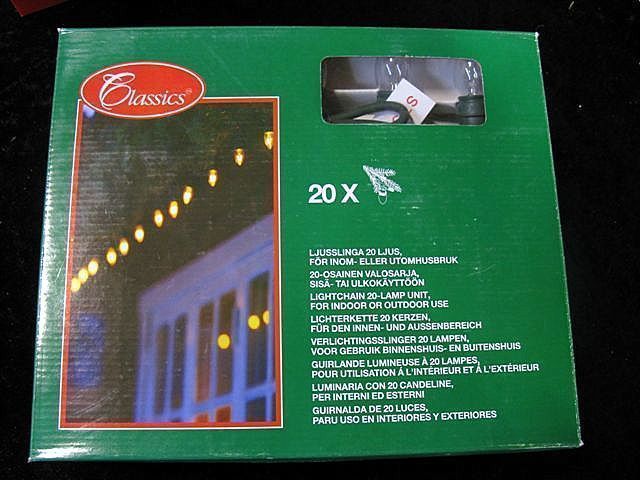 Classics
20 X
LJUSSLINGA 20 LJUS,
FÖR INOM- ELLER UTOMHUSBRUK
20-OSAINEN VALOSARJA,
SISÄ- TAI ULKOKÄYTTÖÖN
LIGHTCHAIN 20-LAMP UNIT,
FOR INDOOR OR OUTDOOR USE
LICHTERKETTE 20 KERZEN,
FÜR DEN INNEN- UND AUSSENBEREICH
VERLICHTINGSSLINGER 20 LAMPEN,
VOOR GEBRUIK BINNENSHUIS- EN BUITENSHUIS
GUIRLANDE LUMINEUSE À 20 LAMPES,
POUR UTILISATION Á L'INTÉRIEUR ET Á L'EXTÉRIEUR
LUMINARIA CON 20 CANDELINE,
PER INTERNI ED ESTERNI
GUIRNALDA DE 20 LUCES,
PARU USO EN INTERIORES Y EXTERIORES